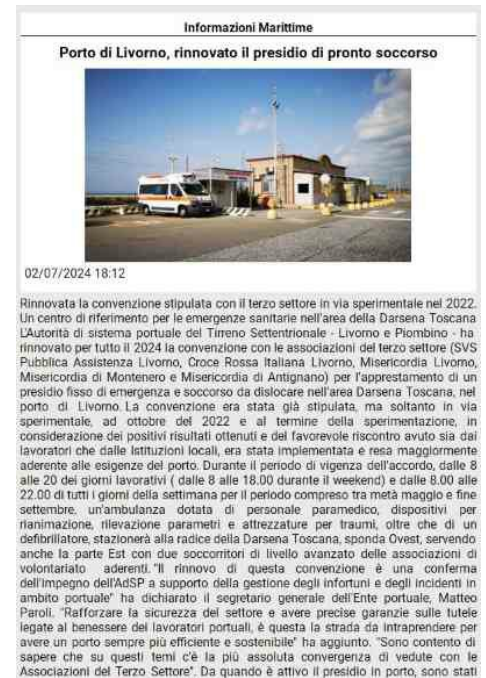 Informazioni Marittime
Porto di Livorno, rinnovato il presidio di pronto soccorso
02/07/2024 18:12
Rinnovata la convenzione stipulata con il terzo settore in via sperimentale nel 2022.
Un centro di riferimento per le emergenze sanitarie nell'area della Darsena Toscana
L'Autorità di sistema portuale del Tirreno Settentrionale - Livorno e Piombino - ha
rinnovato per tutto il 2024 la convenzione con le associazioni del terzo settore (SVS
Pubblica Assistenza Livorno, Croce Rossa Italiana Livorno, Misericordia Livorno,
Misericordia di Montenero e Misericordia di Antignano) per l'apprestamento di un
presidio fisso di emergenza e soccorso da dislocare nell'area Darsena Toscana, nel
porto di Livorno. La convenzione era stata già stipulata, ma soltanto in via
sperimentale, ad ottobre del 2022 e al termine della sperimentazione, in
considerazione dei positivi risultati ottenuti e del favorevole riscontro avuto sia dai
lavoratori che dalle Istituzioni locali, era stata implementata e resa maggiormente
aderente alle esigenze del porto. Durante il periodo di vigenza dell'accordo, dalle 8
alle 20 dei giorni lavorativi ( dalle 8 alle 18.00 durante il weekend) e dalle 8.00 alle
22.00 di tutti i giorni della settimana per il periodo compreso tra metà maggio e fine
settembre, un'ambulanza dotata di personale paramedico, dispositivi per
rianimazione, rilevazione parametri e attrezzature per traumi, oltre che di un
defibrillatore, stazionerà alla radice della Darsena Toscana, sponda Ovest, servendo
anche la parte Est con due soccorritori di livello avanzato delle associazioni di
volontariato aderenti. "Il rinnovo di questa convenzione è una conferma
dell'impegno dell'AdSP a supporto della gestione degli infortuni e degli incidenti in
ambito portuale" ha dichiarato il segretario generale dell'Ente portuale, Matteo
Paroli. "Rafforzare la sicurezza del settore e avere precise garanzie sulle tutele
legate al benessere dei lavoratori portuali, è questa la strada da intraprendere per
avere un porto sempre più efficiente e sostenibile" ha aggiunto. "Sono contento di
sapere che su questi temi c'è la più assoluta convergenza di vedute con le
Associazioni del Terzo Settore". Da quando è attivo il presidio in porto, sono stati